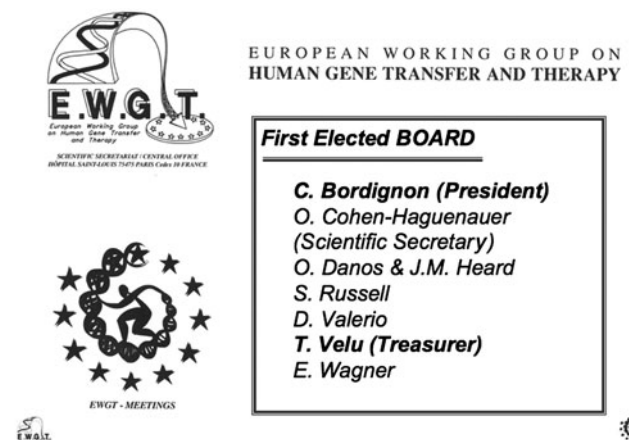 E.W.G.T.
European Working Group
on Human Gene Transfer
and Therapy
SCIENTIFIC SECRETARIAT / CENTRAL OFFICE
HÔPITAL SAINT-LOUIS 75475 PARIS Cedex 10 FRANCE
EUROPEAN WORKING GROUP ON
HUMAN GENE TRANSFER AND THERAPY
First Elected BOARD
C. Bordignon (President)
O. Cohen-Haguenauer
(Scientific Secretary)
O. Danos & J.M. Heard
S. Russell
D. Valerio
T. Velu (Treasurer)
E. Wagner
EWGT - MEETINGS
E.W.G.T.